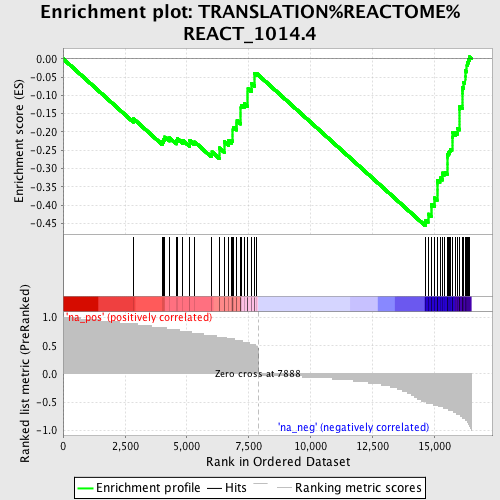 Enrichment plot: TRANSLATION%REACTOME%
REACT_1014.4
Enrichment score (ES)
0.00
-0.05
-0.10
-0.15
-0.20
-0.25
-0.30
-0.35
-0.40
-0.45
Ranked list metric (PreRanked)
1.0
0.5
0.0
-0.5
-1.0
'na_pos' (positively correlated)
Zero cross at 7888
'na_neg' (negatively correlated)
0
2,500
5,000
7,500
10,000
12,500
15,000
Rank in Ordered Dataset
Enrichment profile
Hits
Ranking metric scores